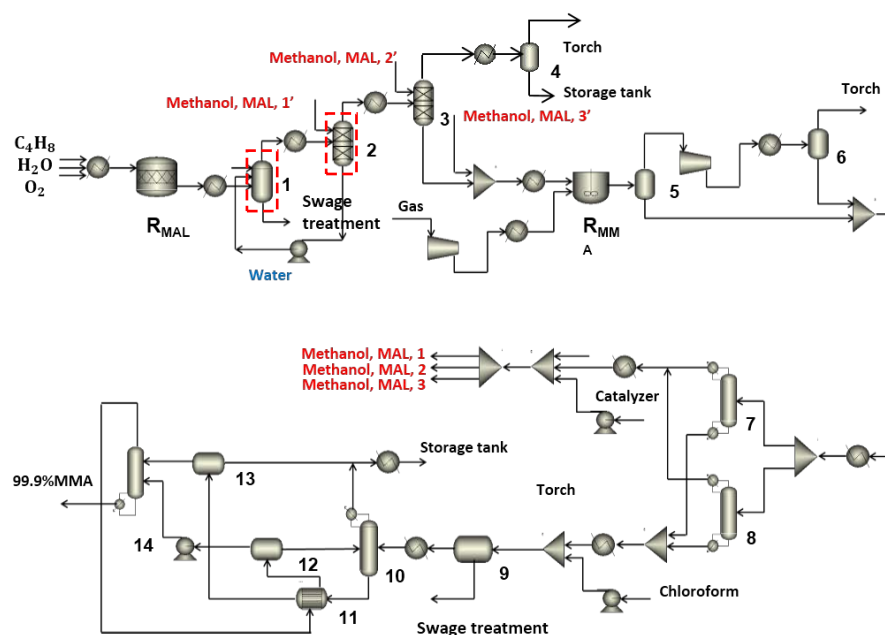 Torch
Storage tank
4
Methanol, MAL, 2’
Methanol, MAL, 1’
Methanol, MAL, 3’
Torch
C₄H₈
H₂O
O₂
1
2
3
5
6
R_MAL
Swage
treatment
Gas
R_MM
A
Water
Methanol, MAL, 1
Methanol, MAL, 2
Methanol, MAL, 3
Catalyzer
7
Storage tank
99.9%MMA
13
Torch
8
14
12
10
9
11
Chloroform
Swage treatment